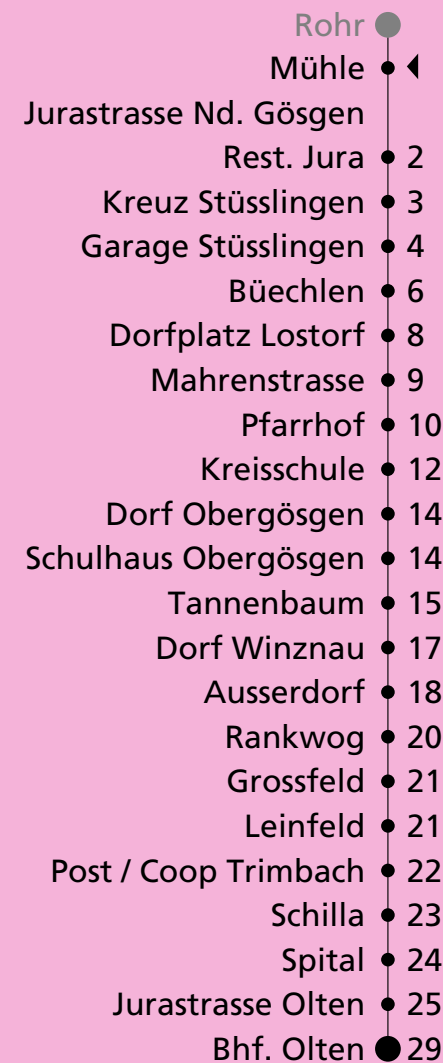 Rohr
Mühle
Jurastrasse Nd. Gösgen
Rest. Jura 2
Kreuz Stüsslingen 3
Garage Stüsslingen 4
Büechlen 6
Dorfplatz Lostorf 8
Mahrenstrasse 9
Pfarrhof 10
Kreisschule 12
Dorf Obergösgen 14
Schulhaus Obergösgen 14
Tannenbaum 15
Dorf Winznau 17
Ausserdorf 18
Rankwog 20
Grossfeld 21
Leinfeld 21
Post / Coop Trimbach 22
Schilla 23
Spital 24
Jurastrasse Olten 25
Bhf. Olten 29